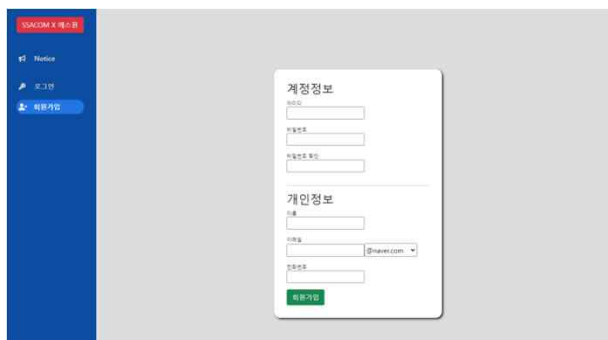 SSACOM X 에스원
Notice
로그인
회원가입
계정정보
아이디
비밀번호
비밀번호 확인
개인정보
이름
이메일
@naver.com
전화번호
회원가입